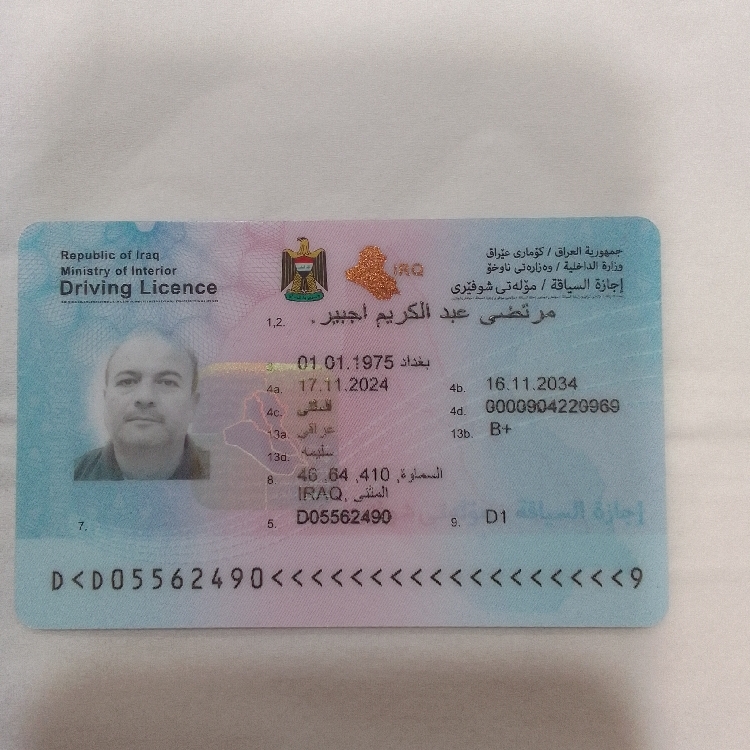 Republic of Iraq
Ministry of Interior
Driving Licence
IRQ
جمهورية العراق / كۆماری عێراق
وزارة الداخلية / وەزارەتی ناوخۆ
إجازة السياقة / مۆڵەتی شوفێری
1,2. مرتضى عبد الكريم اجبير.
3. 01.01.1975 بغداد
4a. 17.11.2024 4b. 16.11.2034
4c. المثنى 4d. 0000904220969
13a. عراقي 13b. B+
13d. سليمه
8. السماوة, 410, 64, 46
المثنى, IRAQ
7. 5. D05562490 9. D1
إجازة السياقة
D<D05562490<<<<<<<<<<<<<<<<<<<9